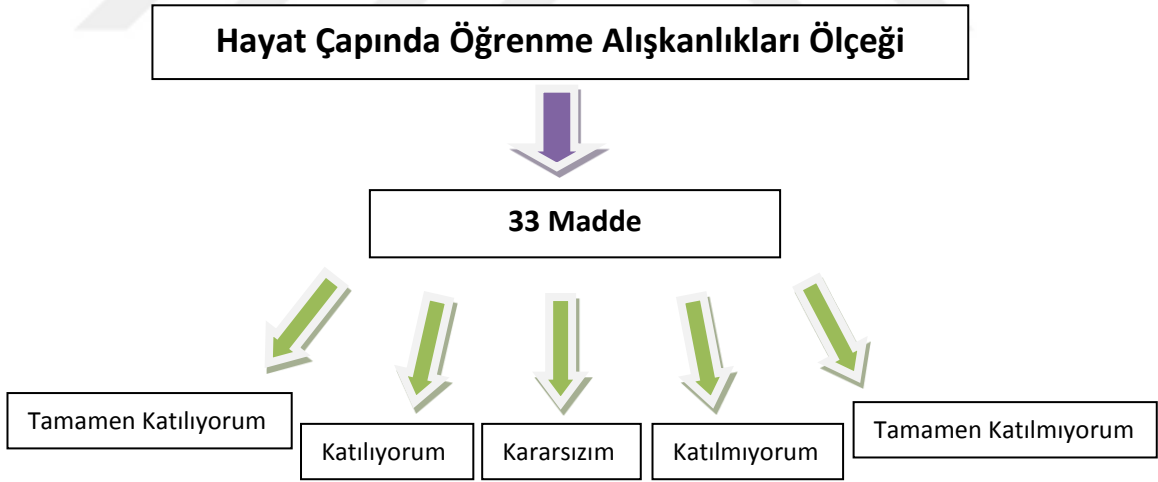 Hayat Çapında Öğrenme Alışkanlıkları Ölçeği
33 Madde
Tamamen Katılıyorum
Katılıyorum
Kararsızım
Katılmıyorum
Tamamen Katılmıyorum